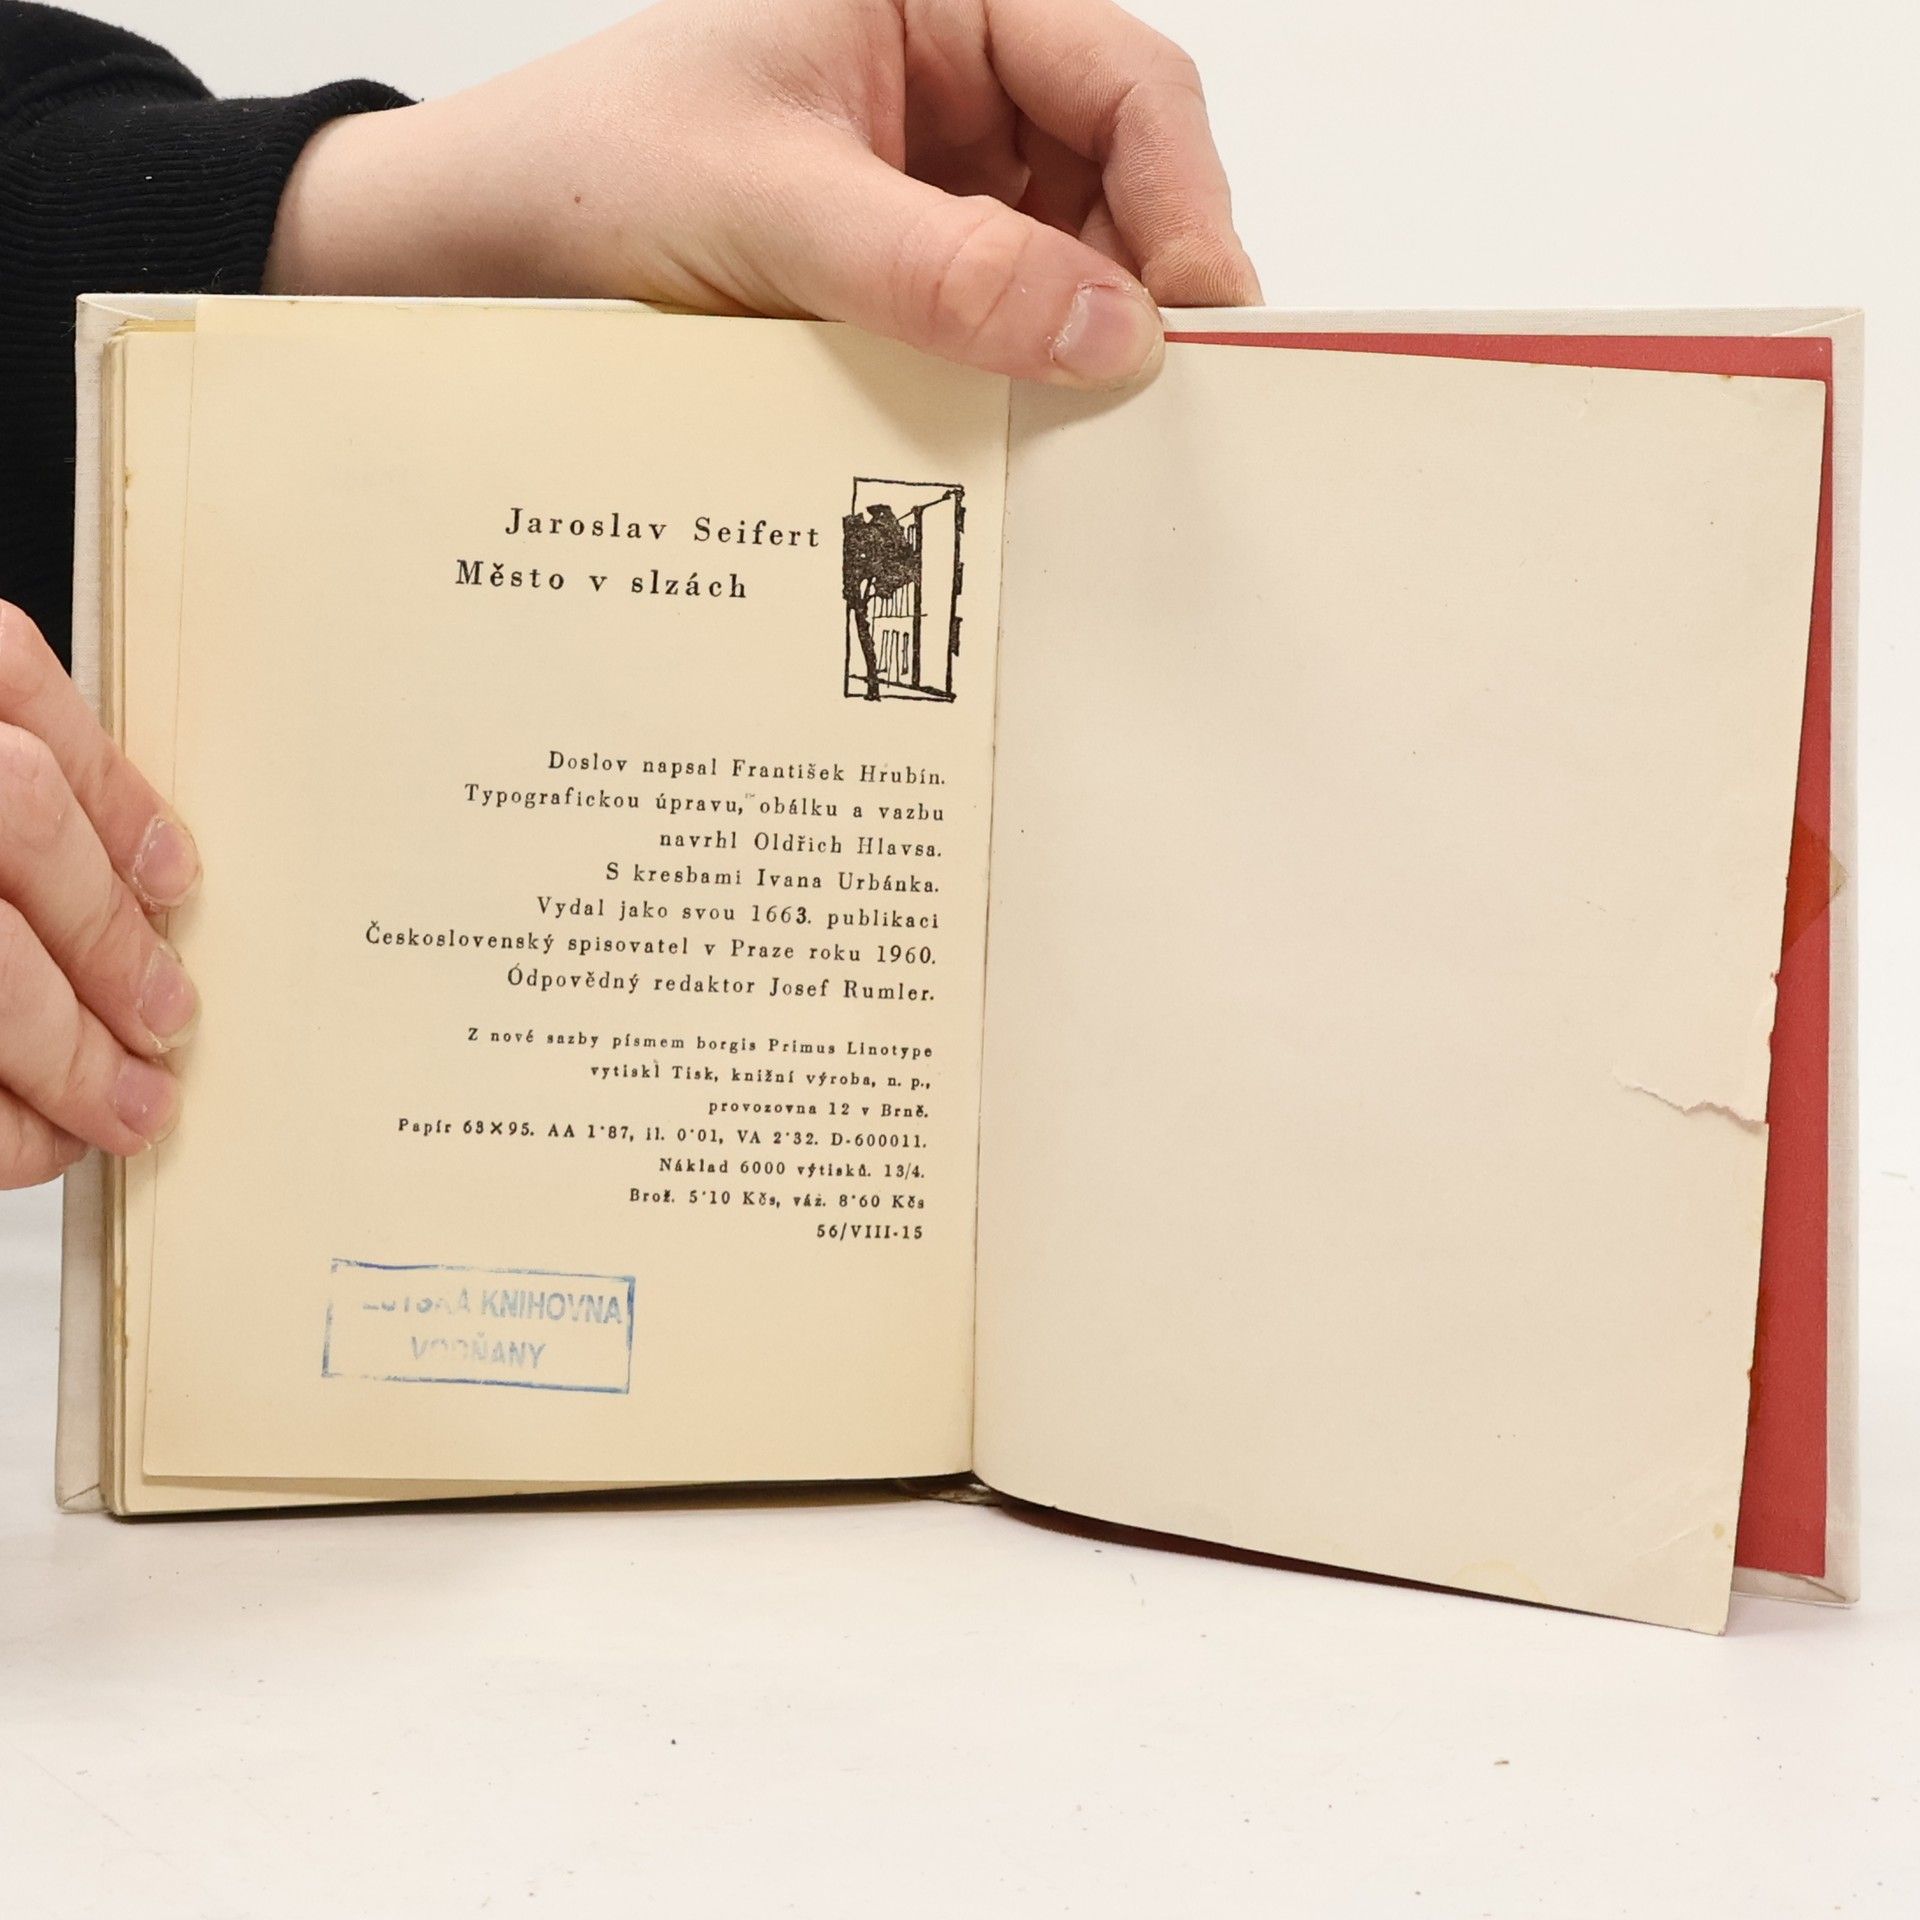 Jaroslav Seifert
Město v slzách
Doslov napsal František Hrubín.
Typografickou úpravu, obálku a vazbu
navrhl Oldřich Hlavsa.
S kresbami Ivana Urbánka.
Vydal jako svou 1663. publikaci
Československý spisovatel v Praze roku 1960.
Odpovědný redaktor Josef Rumler.
Z nové sazby písmem borgis Primus Linotype
vytiskl Tisk, knižní výroba, n. p.,
provozovna 12 v Brně.
Papír 63×95. AA 1·87, il. 0·01, VA 2·32. D-600011.
Náklad 6000 výtisků. 13/4.
Brož. 5·10 Kčs, váz. 8·60 Kčs
56/VIII-15
KNIHOVNA
VODŇANY